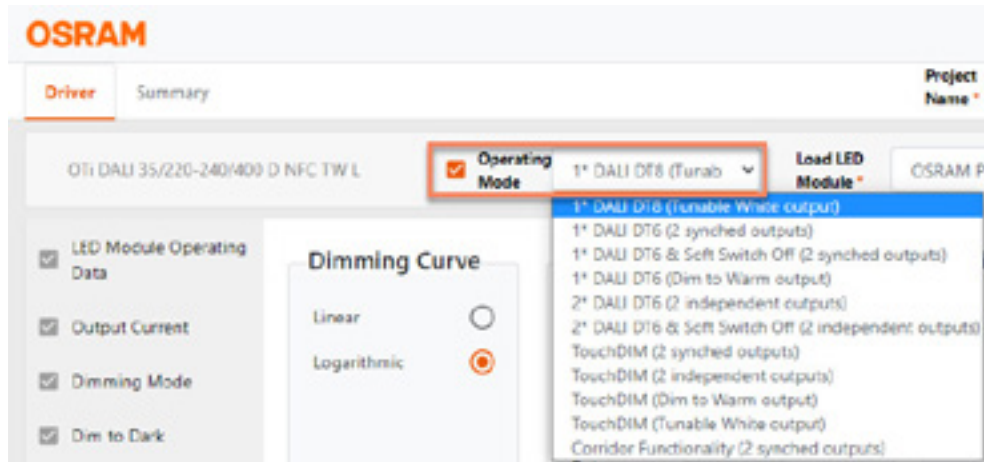 OSRAM
Driver
Summary
Project
Name *
OTi DALI 35/220-240/400 D NFC TW L
Operating
Mode
1* DALI DT8 (Tunab
Load LED
Module *
OSRAM P
1* DALI DT8 (Tunable White output)
1* DALI DT6 (2 synched outputs)
1* DALI DT6 & Soft Switch Off (2 synched outputs)
1* DALI DT6 (Dim to Warm output)
2* DALI DT6 (2 independent outputs)
2* DALI DT6 & Soft Switch Off (2 independent outputs)
TouchDIM (2 synched outputs)
TouchDIM (2 independent outputs)
TouchDIM (Dim to Warm output)
TouchDIM (Tunable White output)
Corridor Functionality (2 synched outputs)
LED Module Operating
Data
Output Current
Dimming Mode
Dim to Dark
Dimming Curve
Linear
Logarithmic